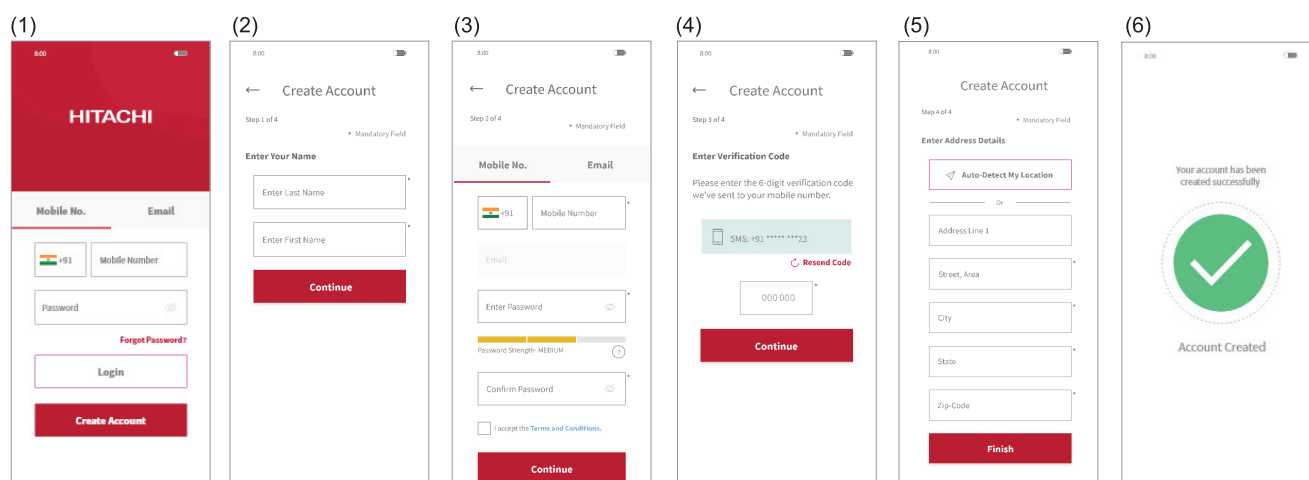 (1)
8:00
HITACHI
Mobile No. Email
+91 Mobile Number
Password
Forgot Password?
Login
Create Account
(2)
8:00
← Create Account
Step 1 of 4
* Mandatory Field
Enter Your Name
Enter Last Name *
Enter First Name *
Continue
(3)
8:00
← Create Account
Step 2 of 4
* Mandatory Field
Mobile No. Email
+91 Mobile Number *
Email
Enter Password *
Password Strength- MEDIUM ?
Confirm Password *
I accept the Terms and Conditions.
Continue
(4)
8:00
← Create Account
Step 3 of 4
* Mandatory Field
Enter Verification Code
Please enter the 6-digit verification code
we've sent to your mobile number.
SMS: +91 ***** ***23
Resend Code
000-000 *
Continue
(5)
8:00
Create Account
Step 4 of 4
* Mandatory Field
Enter Address Details
Auto-Detect My Location
Or
Address Line 1
Street, Area *
City *
State *
Zip-Code *
Finish
(6)
8:00
Your account has been
created successfully
Account Created